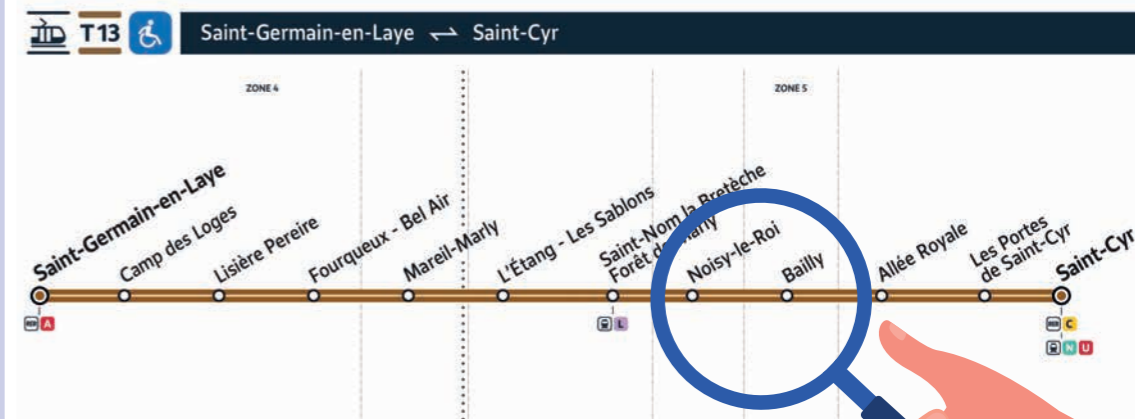 T13
Saint-Germain-en-Laye ⇌ Saint-Cyr
ZONE 4
ZONE 5
Saint-Germain-en-Laye
Camp des Loges
Lisière Pereire
Fourqueux - Bel Air
Mareil-Marly
L'Étang - Les Sablons
Saint-Nom la Bretèche
Forêt de Marly
Noisy-le-Roi
Bailly
Allée Royale
Les Portes
de Saint-Cyr
Saint-Cyr
RER A
L
RER C
N U